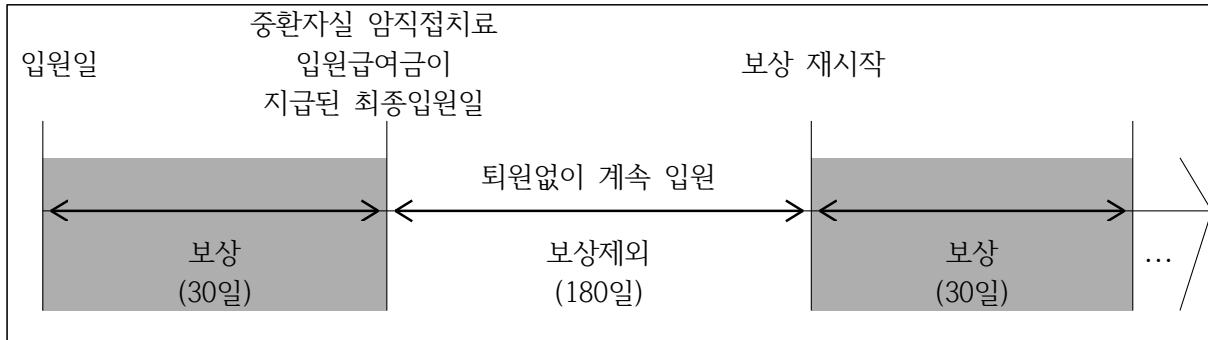 입원일
중환자실 암직접치료
입원급여금이
지급된 최종입원일
보상 재시작
퇴원없이 계속 입원
보상
(30일)
보상제외
(180일)
보상
(30일)
…